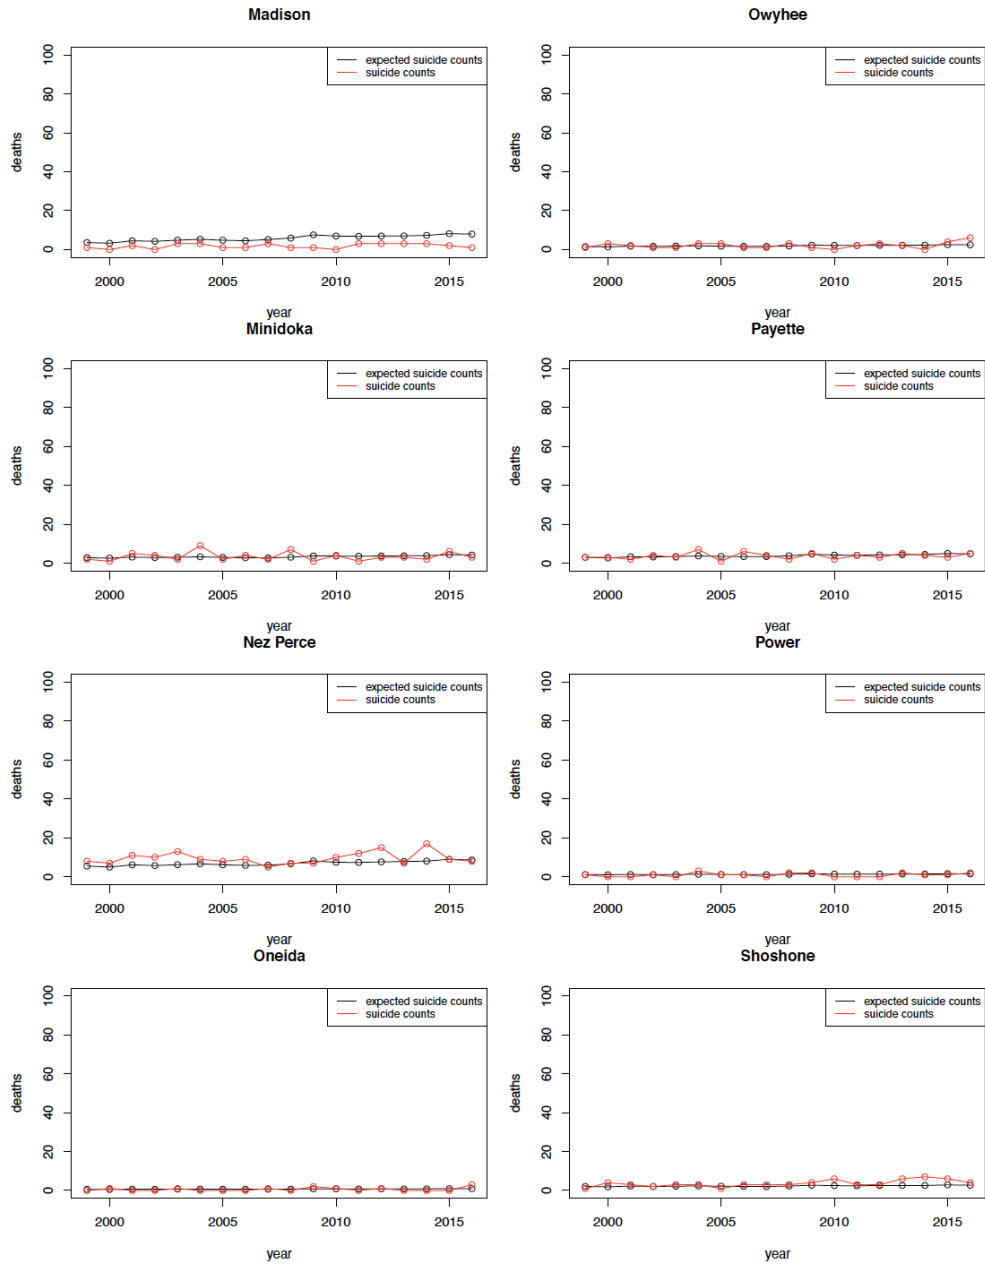 Madison
expected suicide counts
suicide counts
deaths
0 20 40 60 80 100
2000 2005 2010 2015
year
Owyhee
expected suicide counts
suicide counts
deaths
0 20 40 60 80 100
2000 2005 2010 2015
year
Minidoka
expected suicide counts
suicide counts
deaths
0 20 40 60 80 100
2000 2005 2010 2015
year
Payette
expected suicide counts
suicide counts
deaths
0 20 40 60 80 100
2000 2005 2010 2015
year
Nez Perce
expected suicide counts
suicide counts
deaths
0 20 40 60 80 100
2000 2005 2010 2015
year
Power
expected suicide counts
suicide counts
deaths
0 20 40 60 80 100
2000 2005 2010 2015
year
Oneida
expected suicide counts
suicide counts
deaths
0 20 40 60 80 100
2000 2005 2010 2015
year
Shoshone
expected suicide counts
suicide counts
deaths
0 20 40 60 80 100
2000 2005 2010 2015
year